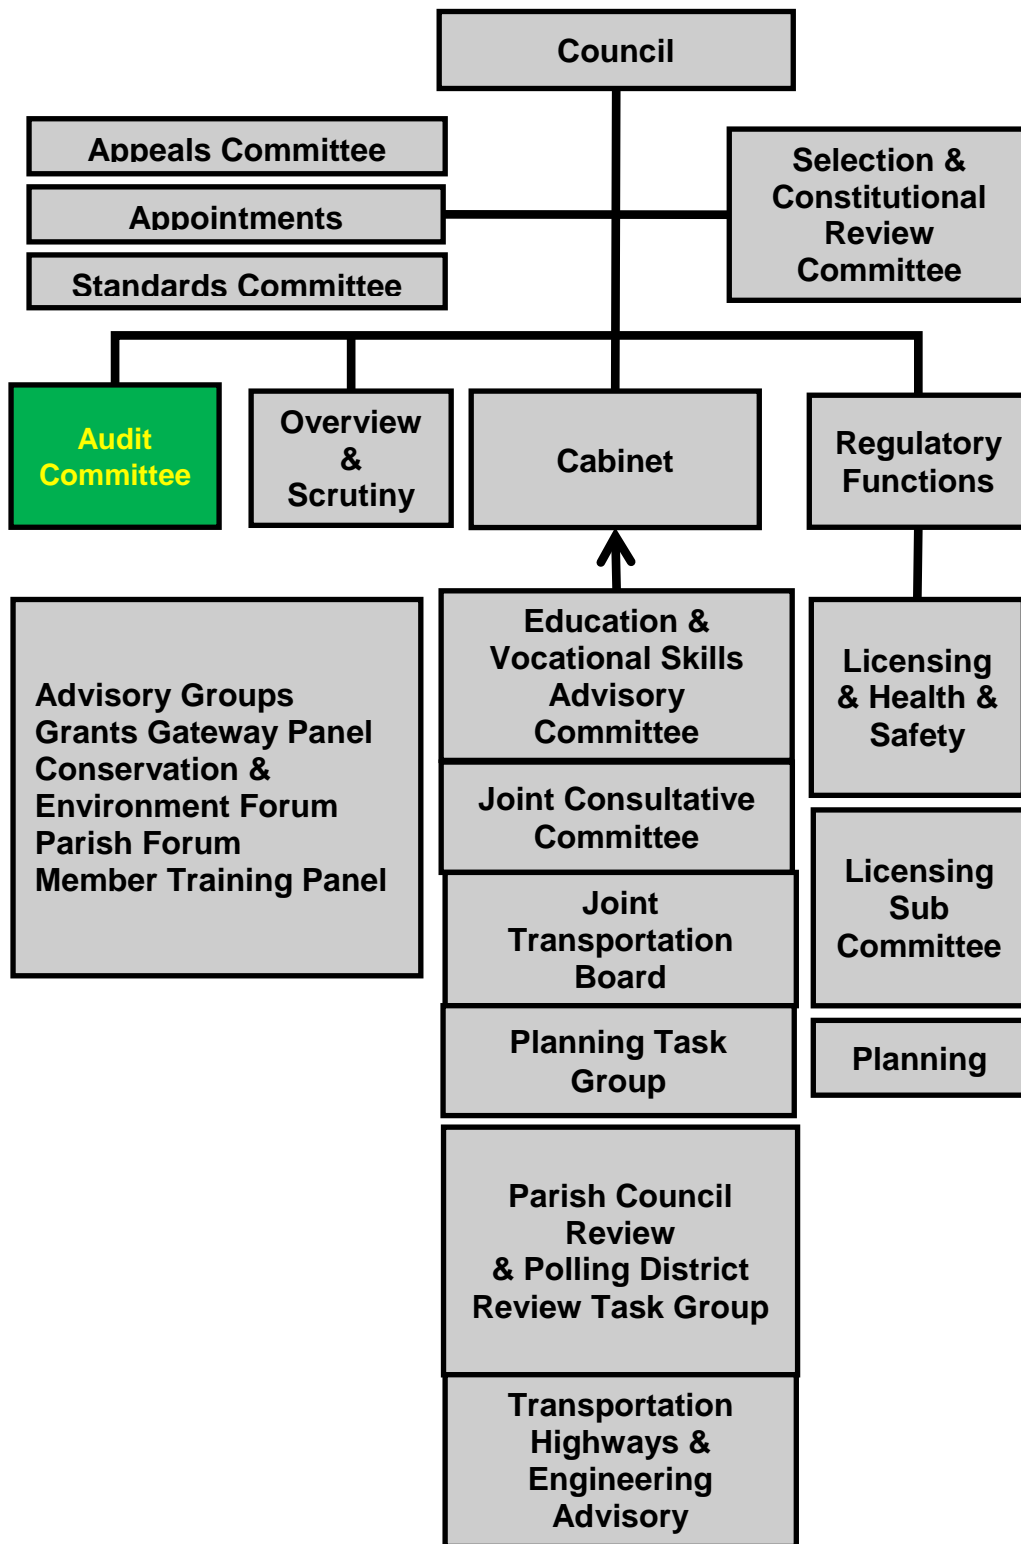 Council
Appeals Committee
Appointments
Standards Committee
Selection &
Constitutional
Review
Committee
Audit
Committee
Overview
&
Scrutiny
Cabinet
Regulatory
Functions
Advisory Groups
Grants Gateway Panel
Conservation &
Environment Forum
Parish Forum
Member Training Panel
Education &
Vocational Skills
Advisory
Committee
Joint Consultative
Committee
Joint
Transportation
Board
Planning Task
Group
Parish Council
Review
& Polling District
Review Task Group
Transportation
Highways &
Engineering
Advisory
Licensing
& Health &
Safety
Licensing
Sub
Committee
Planning